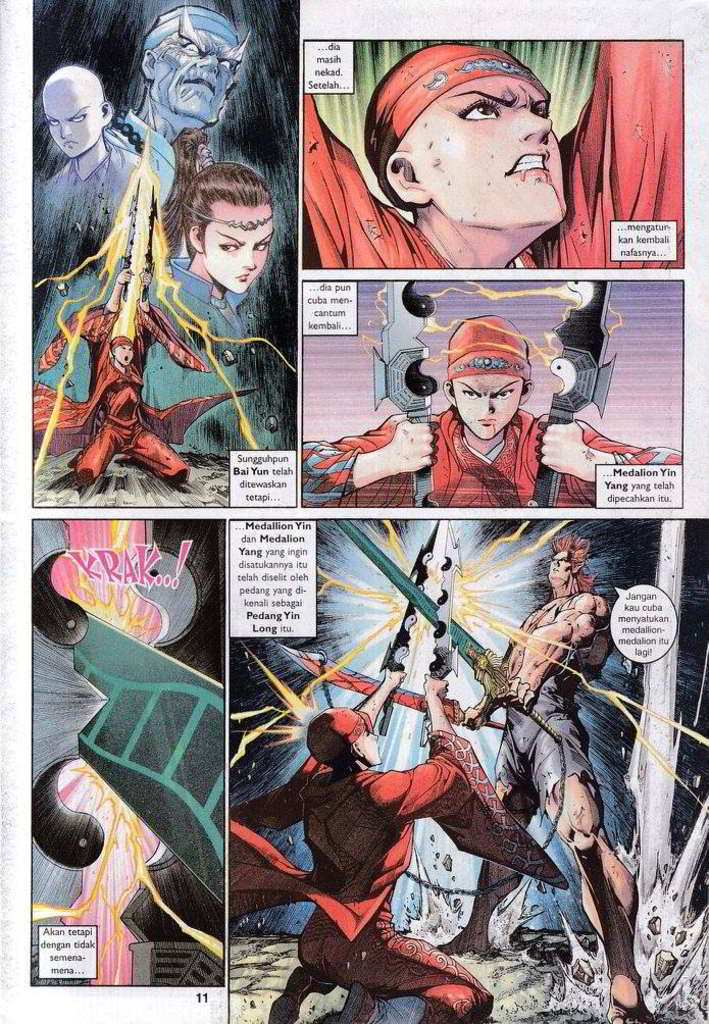 Sungguhpun
Bai Yun telah
ditewaskan
tetapi...
...dia
masih
nekad.
Setelah...
...mengatur-
kan kembali
nafasnya...
...dia pun
cuba men-
cantum
kembali...
...Medalion Yin
Yang yang telah
dipecahkan itu.
KRAK...!
Akan tetapi
dengan tidak
semena-
mena...
...Medallion Yin
dan Medalion
Yang yang ingin
disatukannya itu
telah diselit oleh
pedang yang di-
kenali sebagai
Pedang Yin
Long itu.
Jangan
kau cuba
menyatukan
medallion-
medalion itu
lagi!
11